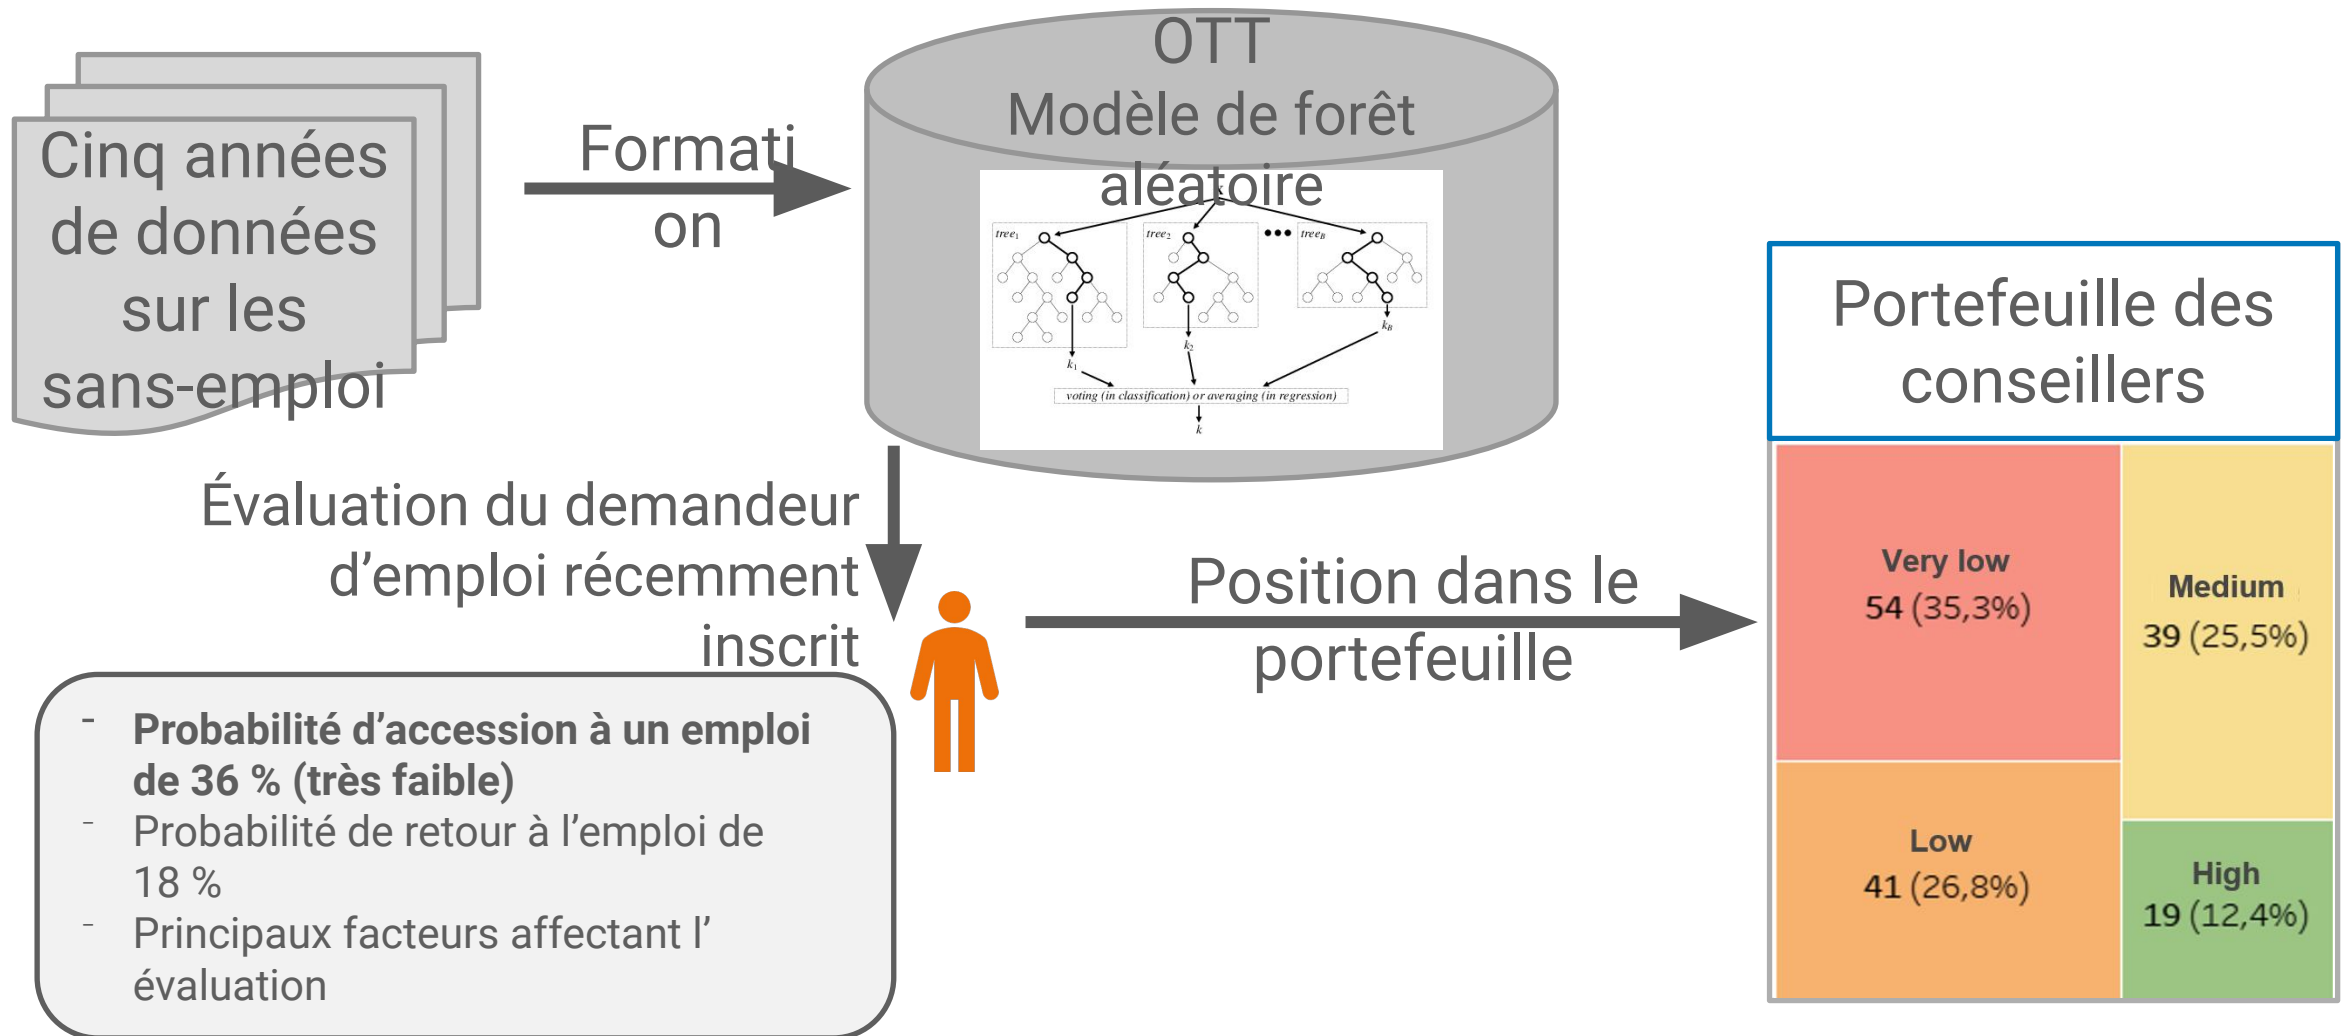 Cinq années
de données
sur les
sans-emploi
Formati
on
OTT
Modèle de forêt
aléatoire
tree1
tree2
•••
treeB
k1
k2
kB
voting (in classification) or averaging (in regression)
k
Évaluation du demandeur
d’emploi récemment
inscrit
- Probabilité d’accession à un emploi
de 36 % (très faible)
- Probabilité de retour à l’emploi de
18 %
- Principaux facteurs affectant l’
évaluation
Position dans le
portefeuille
Portefeuille des
conseillers
Very low
54 (35,3%)
Medium
39 (25,5%)
Low
41 (26,8%)
High
19 (12,4%)